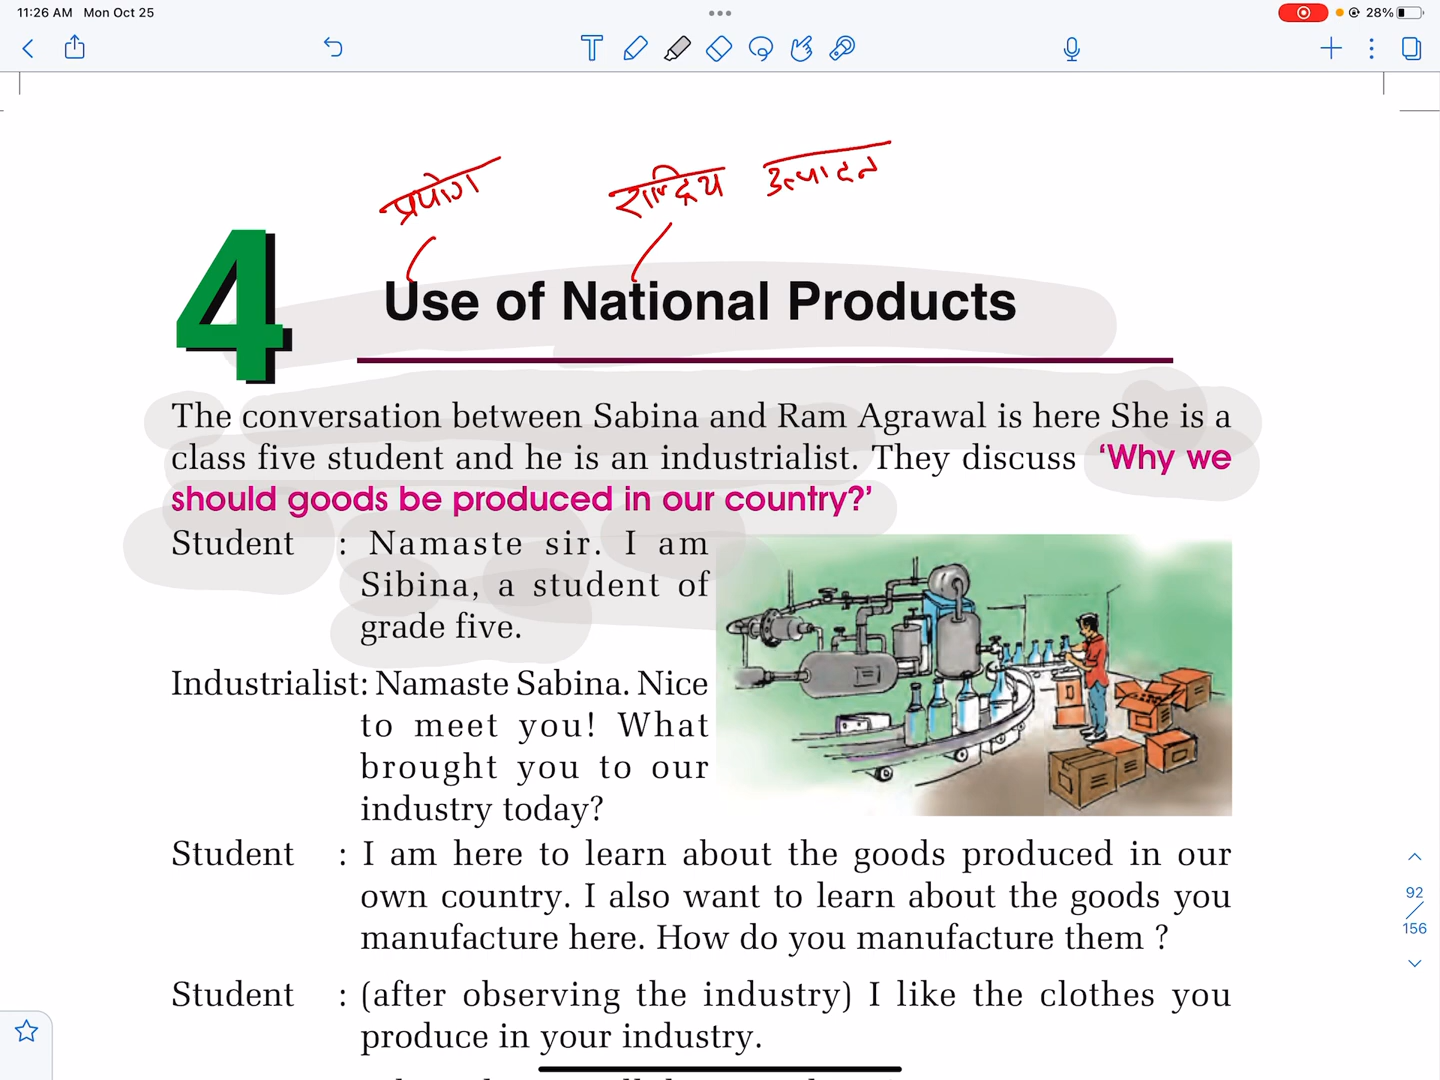 11:26 AM Mon Oct 25
28%
प्रयोग राष्ट्रिय उत्पादन
4 Use of National Products
The conversation between Sabina and Ram Agrawal is here She is a
class five student and he is an industrialist. They discuss ‘Why we
should goods be produced in our country?’
Student : Namaste sir. I am
Sibina, a student of
grade five.
Industrialist: Namaste Sabina. Nice
to meet you! What
brought you to our
industry today?
Student : I am here to learn about the goods produced in our
own country. I also want to learn about the goods you
manufacture here. How do you manufacture them ?
Student : (after observing the industry) I like the clothes you
produce in your industry.
92
/
156